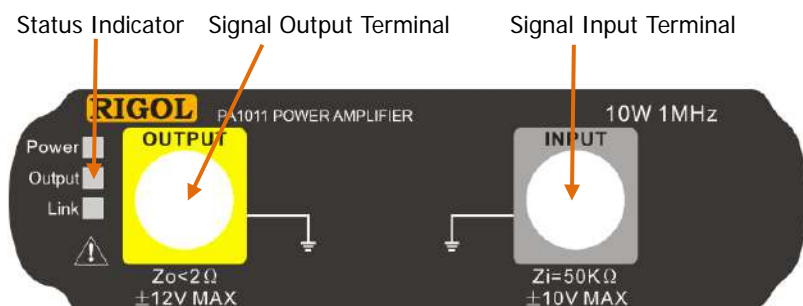 Status Indicator Signal Output Terminal Signal Input Terminal
RIGOL PA1011 POWER AMPLIFIER 10W 1MHz
OUTPUT INPUT
Power
Output
Link
Zo<2Ω Zi=50KΩ
±12V MAX ±10V MAX